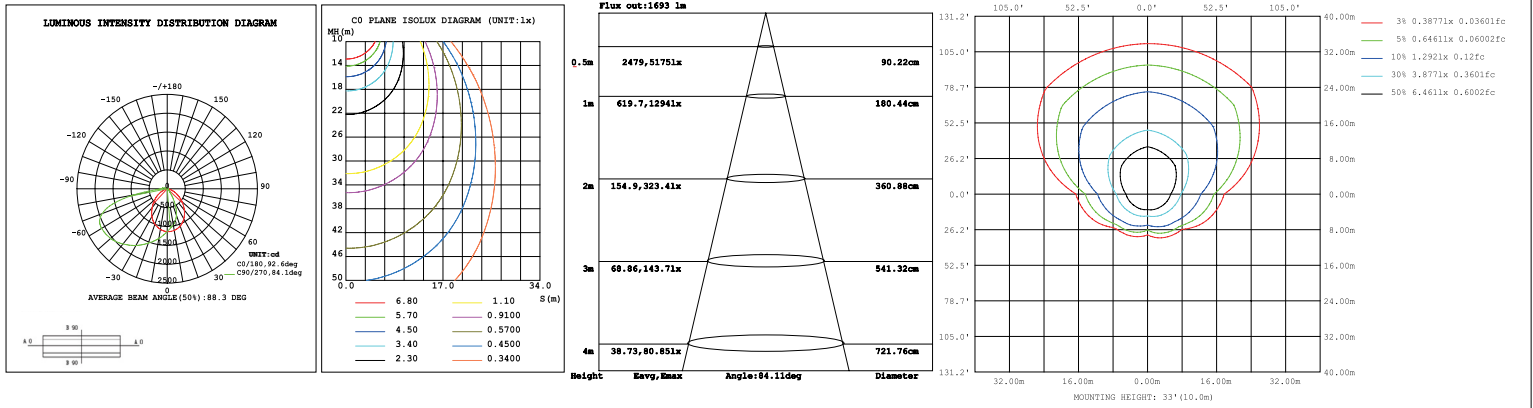 LUMINOUS INTENSITY DISTRIBUTION DIAGRAM
-/+180
-150 150
-120 120
-90 90
-60 60
-30 30
0
0
500
1000
1500
2000
2500
UNIT:cd
C0/180,92.6deg
C90/270,84.1deg
AVERAGE BEAM ANGLE(50%):88.3 DEG
B 90
A 0 A 0
B 90
C0 PLANE ISOLUX DIAGRAM (UNIT:lx)
MH(m)
10
14
18
22
26
30
34
38
42
46
50
0.0 17.0 34.0
S(m)
6.80 1.10
5.70 0.9100
4.50 0.5700
3.40 0.4500
2.30 0.3400
Flux out:1693 lm
0.5m 2479,5175lx 90.22cm
1m 619.7,1294lx 180.44cm
2m 154.9,323.4lx 360.88cm
3m 68.86,143.7lx 541.32cm
4m 38.73,80.85lx 721.76cm
Height Eavg,Emax Angle:84.11deg Diameter
105.0' 52.5' 0.0' 52.5' 105.0'
131.2' 40.00m
105.0' 32.00m
78.7' 24.00m
52.5' 16.00m
26.2' 8.00m
0.0' 0.00m
26.2' 8.00m
52.5' 16.00m
78.7' 24.00m
105.0' 32.00m
131.2' 40.00m
32.00m 16.00m 0.00m 16.00m 32.00m
MOUNTING HEIGHT: 33'(10.0m)
3% 0.3877lx 0.03601fc
5% 0.6461lx 0.06002fc
10% 1.292lx 0.12fc
30% 3.877lx 0.3601fc
50% 6.461lx 0.6002fc